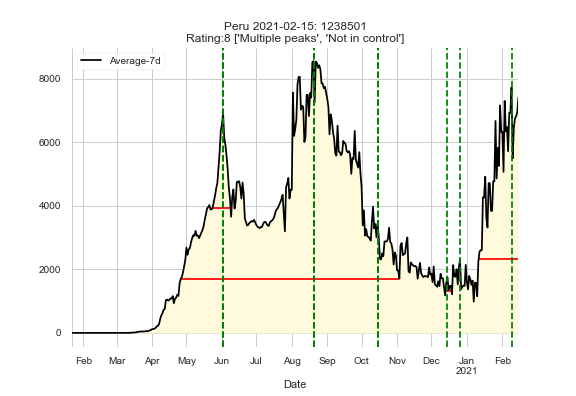 Peru 2021-02-15: 1238501
Rating:8 ['Multiple peaks', 'Not in control']
Average-7d
8000
6000
4000
2000
0
Feb Mar Apr May Jun Jul Aug Sep Oct Nov Dec Jan Feb
2021
Date